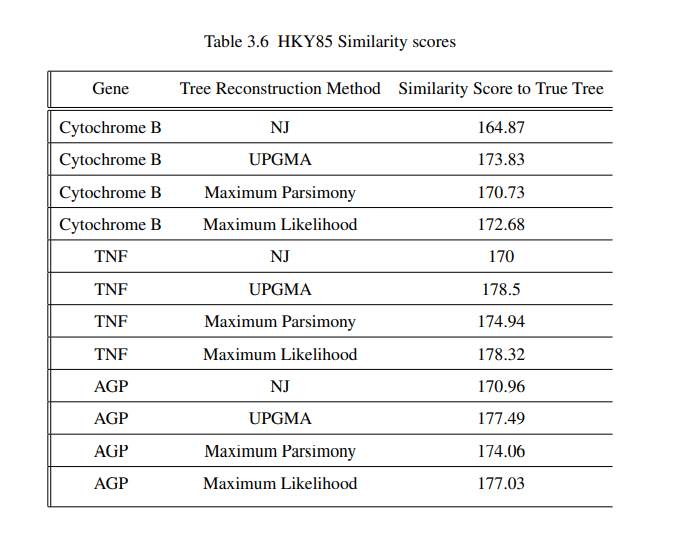 Table 3.6 HKY85 Similarity scores
Gene Tree Reconstruction Method Similarity Score to True Tree
Cytochrome B NJ 164.87
Cytochrome B UPGMA 173.83
Cytochrome B Maximum Parsimony 170.73
Cytochrome B Maximum Likelihood 172.68
TNF NJ 170
TNF UPGMA 178.5
TNF Maximum Parsimony 174.94
TNF Maximum Likelihood 178.32
AGP NJ 170.96
AGP UPGMA 177.49
AGP Maximum Parsimony 174.06
AGP Maximum Likelihood 177.03